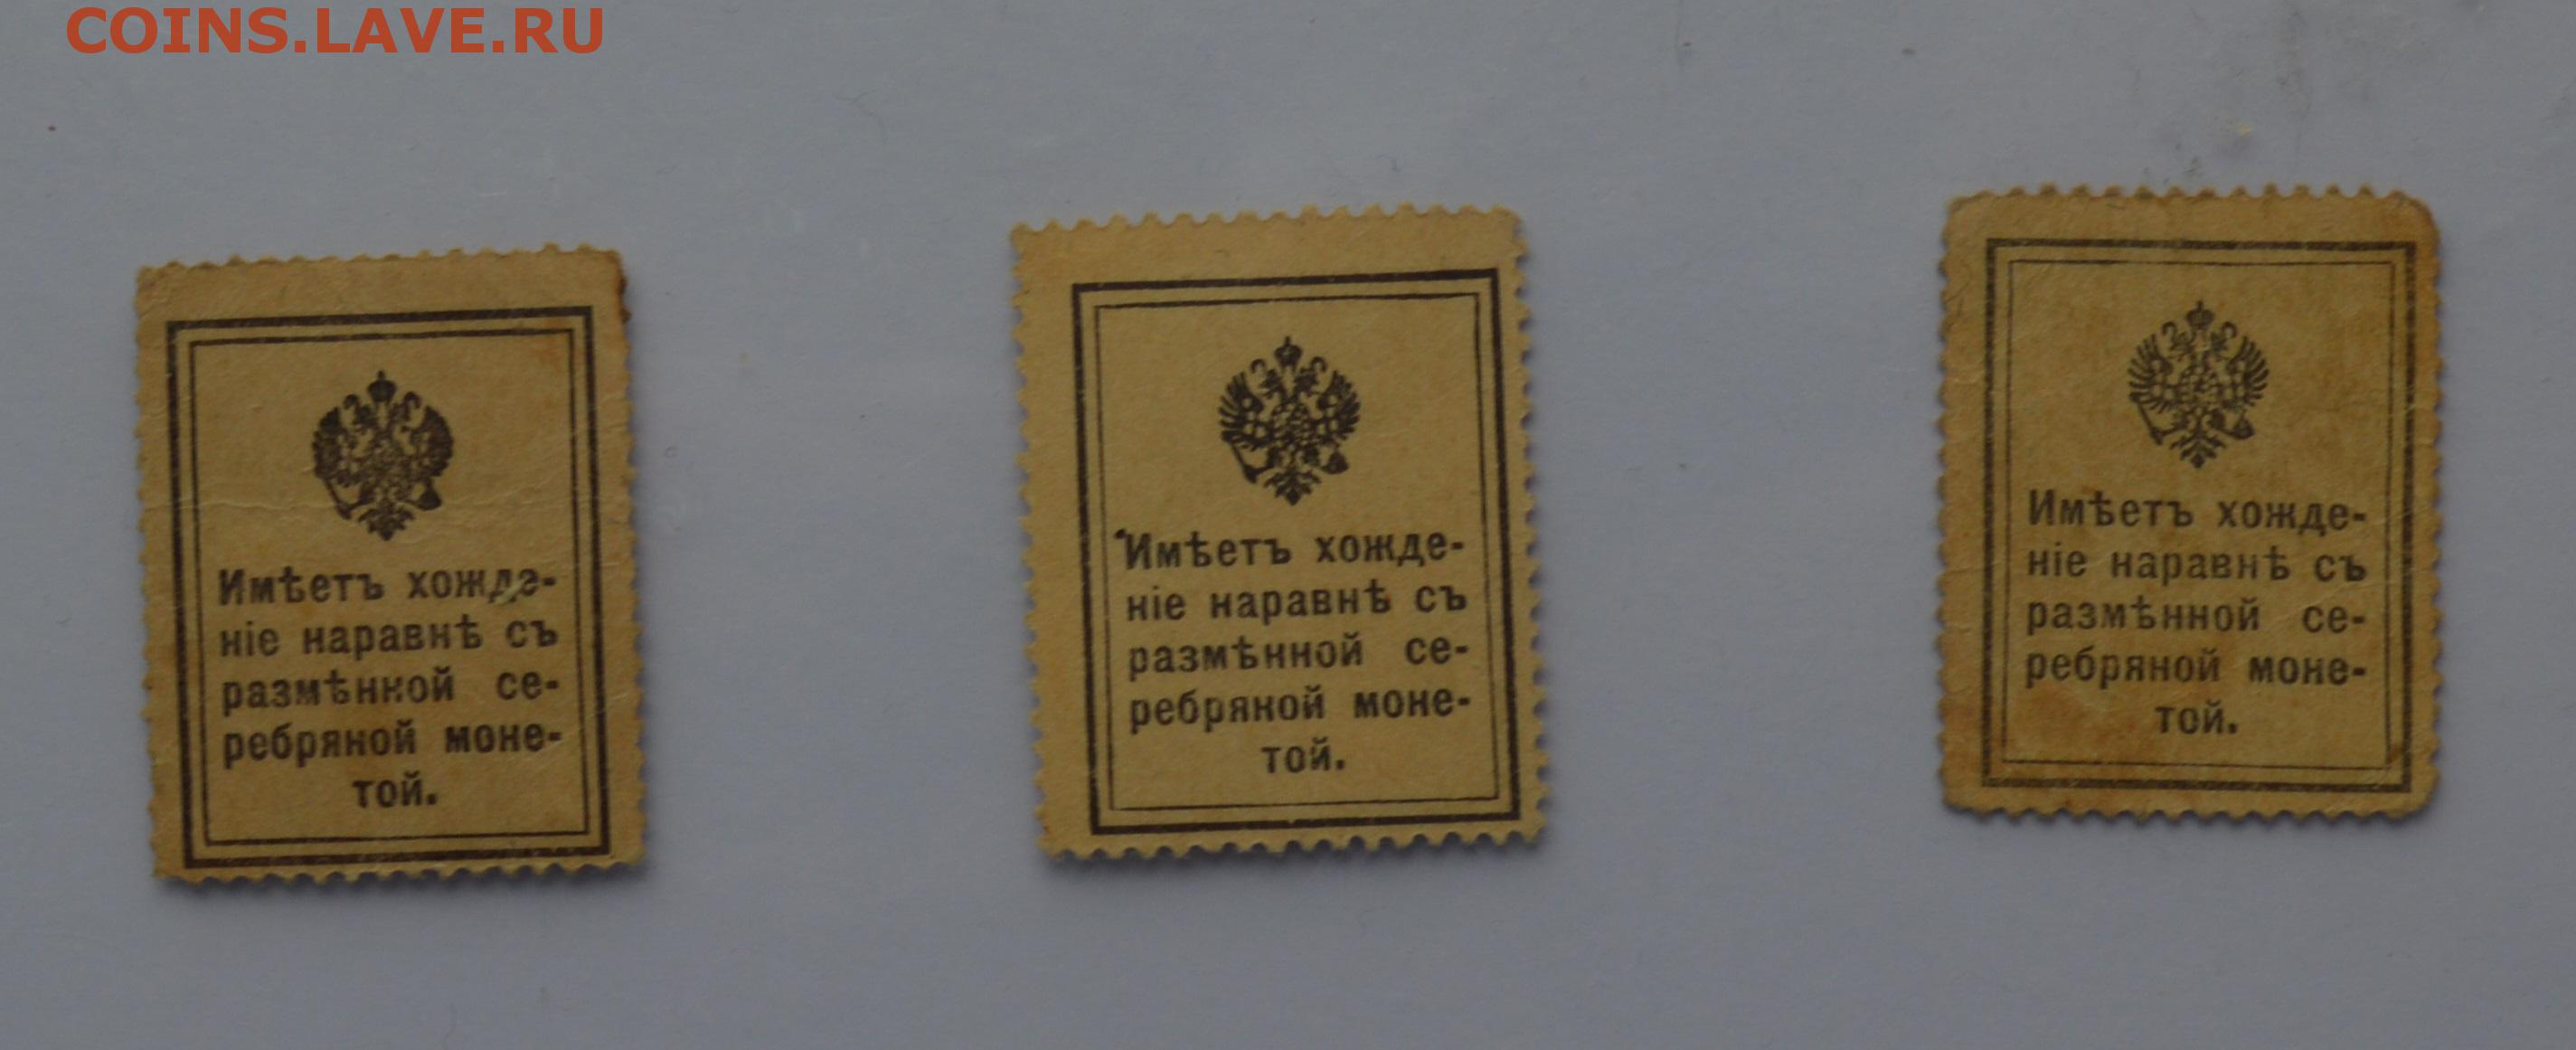 COINS.LAVE.RU
Имѣетъ хожде-
ніе наравнѣ съ
размѣнной се-
ребряной моне-
той.
Имѣетъ хожде-
ніе наравнѣ съ
размѣнной се-
ребряной моне-
той.
Имѣетъ хожде-
ніе наравнѣ съ
размѣнной се-
ребряной моне-
той.